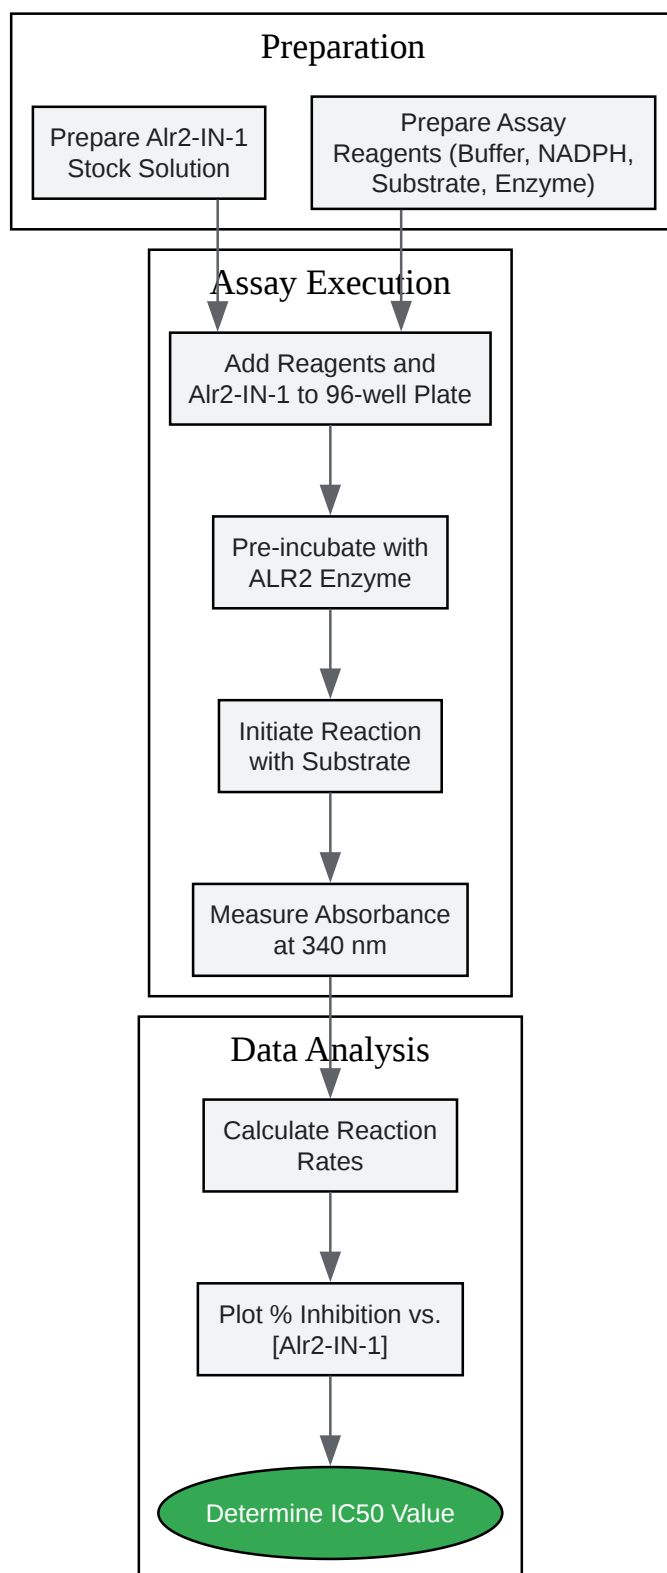 Preparation
Prepare Alr2-IN-1
Stock Solution
Prepare Assay
Reagents (Buffer, NADPH,
Substrate, Enzyme)
Assay Execution
Add Reagents and
Alr2-IN-1 to 96-well Plate
Pre-incubate with
ALR2 Enzyme
Initiate Reaction
with Substrate
Measure Absorbance
at 340 nm
Data Analysis
Calculate Reaction
Rates
Plot % Inhibition vs.
[Alr2-IN-1]
Determine IC50 Value